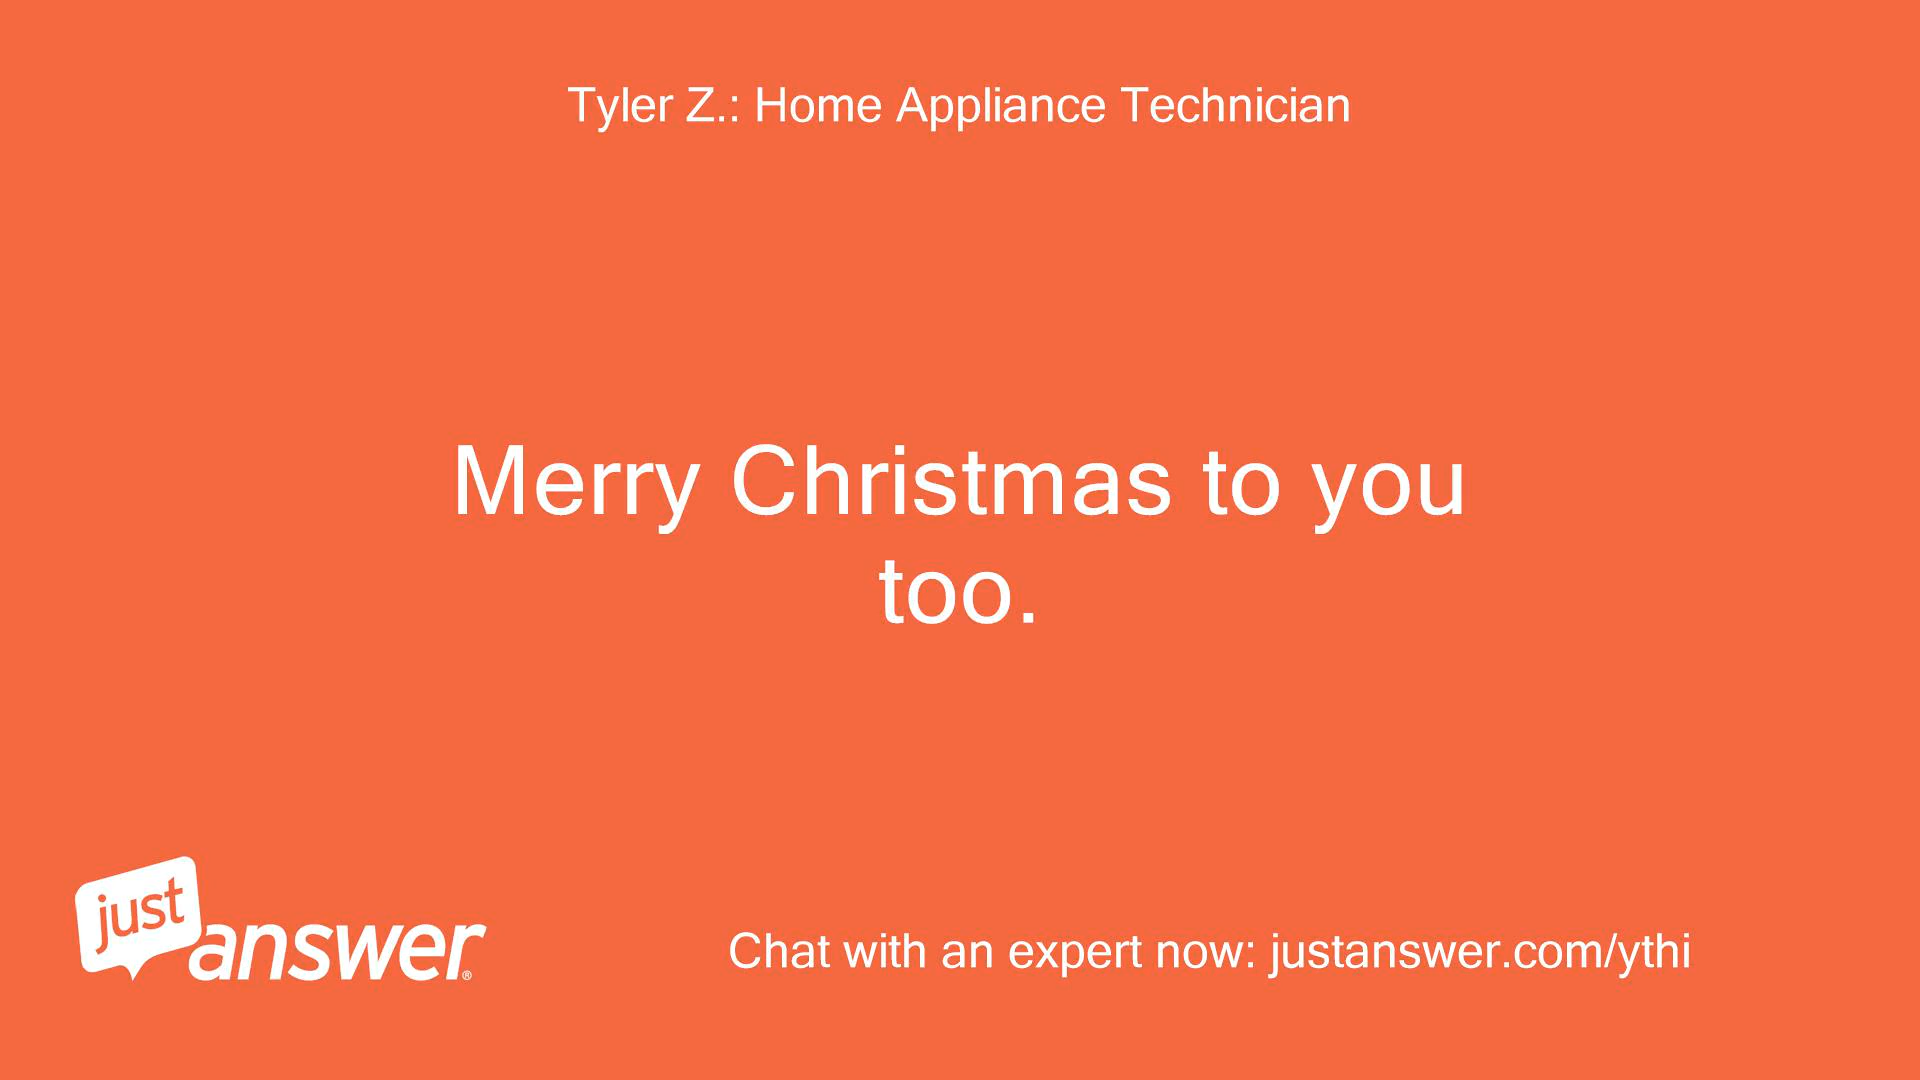 Tyler Z.: Home Appliance Technician
Merry Christmas to you
too.
just
answer®
Chat with an expert now: justanswer.com/ythi